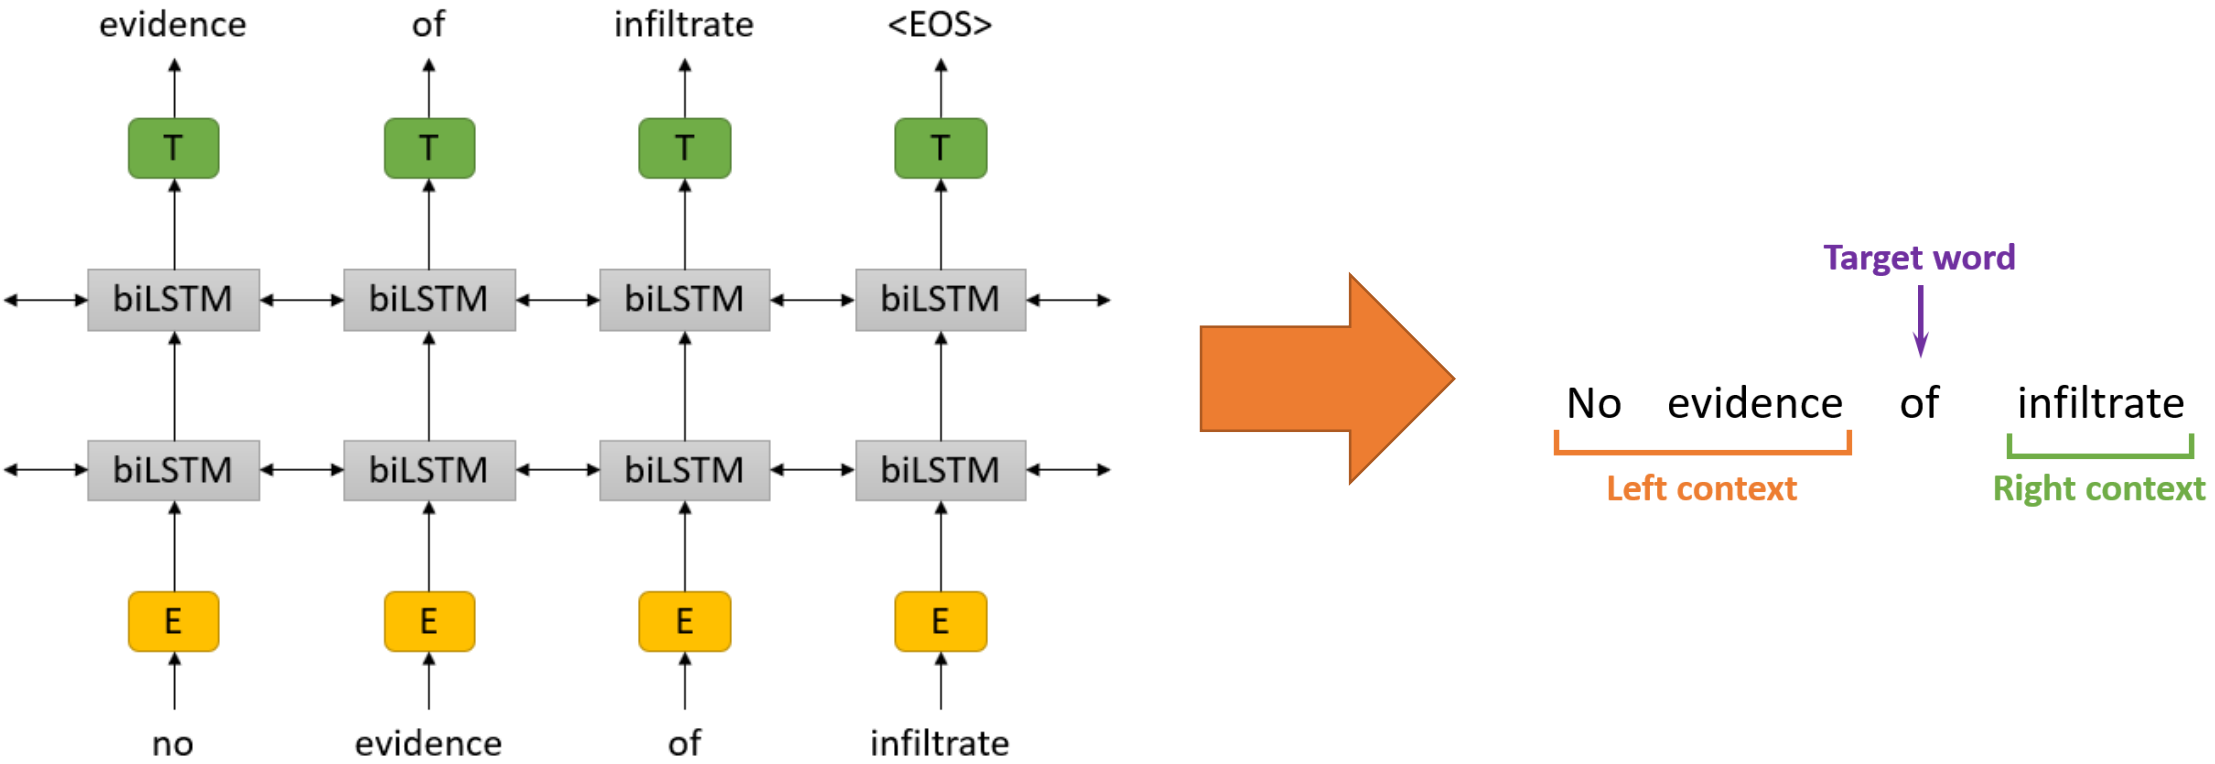 evidence of infiltrate <EOS>
T T T T
biLSTM biLSTM biLSTM biLSTM
biLSTM biLSTM biLSTM biLSTM
E E E E
no evidence of infiltrate
Target word
No evidence of infiltrate
Left context Right context